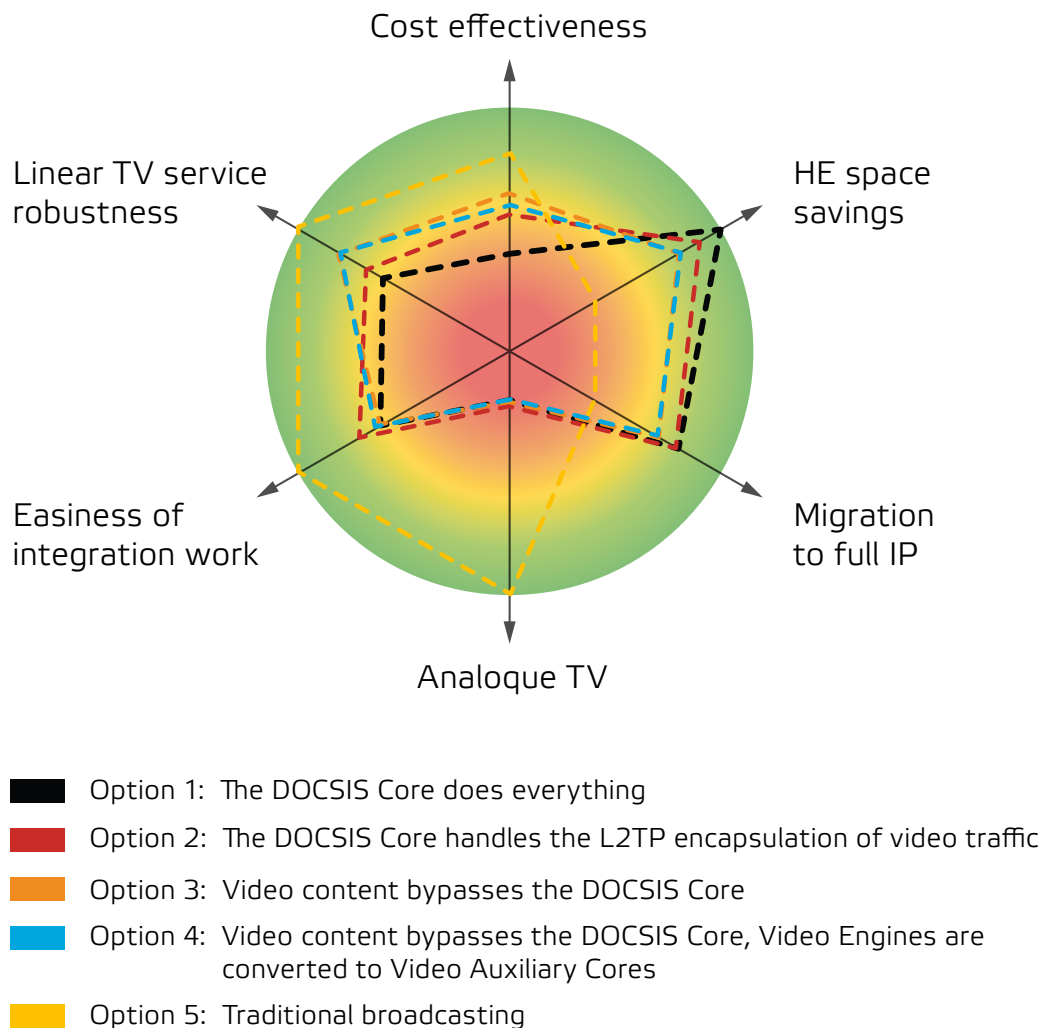 Cost effectiveness
Linear TV service
robustness
HE space
savings
Easiness of
integration work
Migration
to full IP
Analoque TV
Option 1: The DOCSIS Core does everything
Option 2: The DOCSIS Core handles the L2TP encapsulation of video traffic
Option 3: Video content bypasses the DOCSIS Core
Option 4: Video content bypasses the DOCSIS Core, Video Engines are
converted to Video Auxiliary Cores
Option 5: Traditional broadcasting